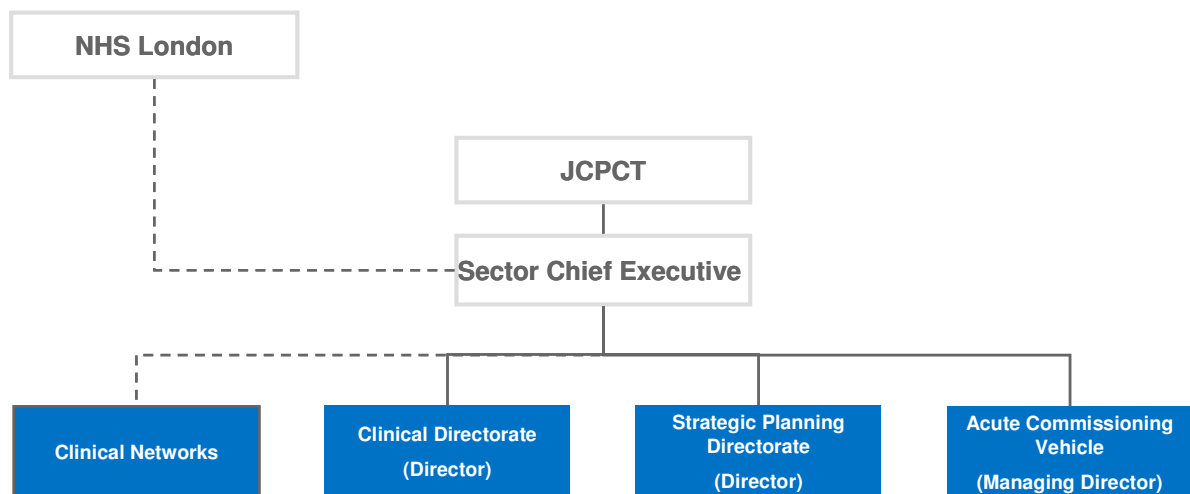 NHS London
JCPCT
Sector Chief Executive
Clinical Networks
Clinical Directorate
(Director)
Strategic Planning
Directorate
(Director)
Acute Commissioning
Vehicle
(Managing Director)